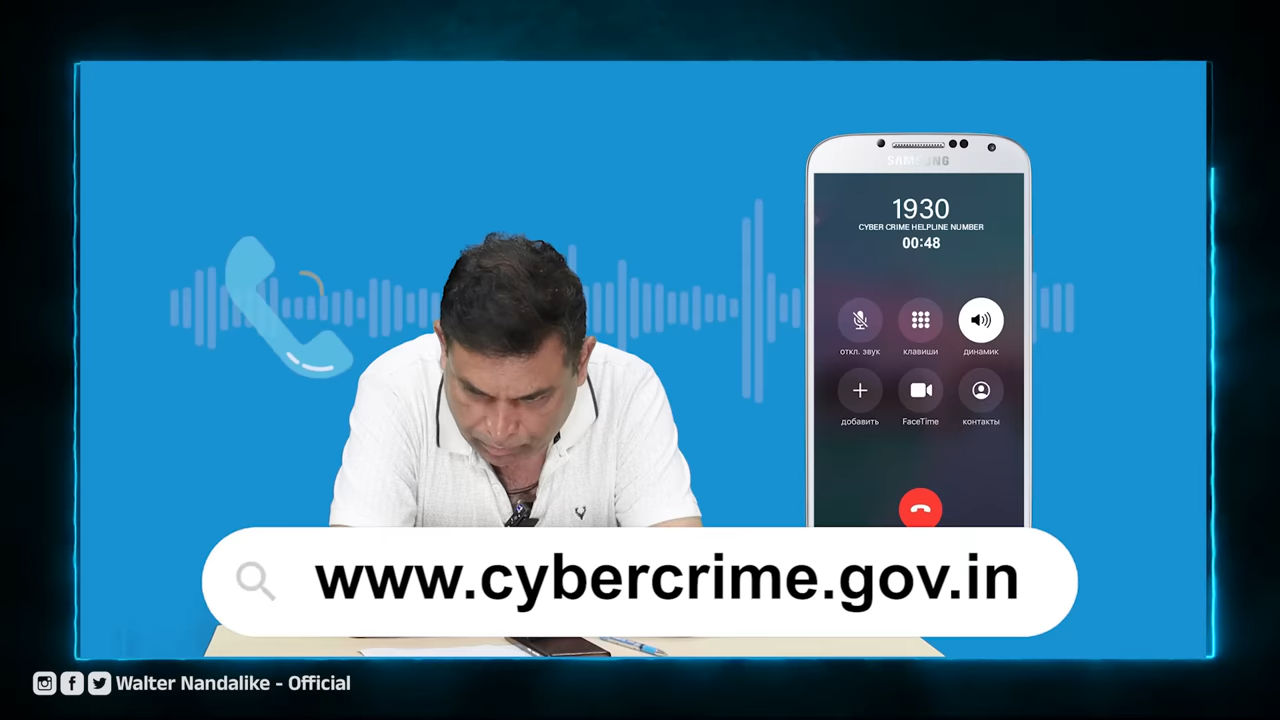 SAMSUNG
1930
CYBER CRIME HELPLINE NUMBER
00:48
откл. звук клавиши динамик
добавить FaceTime контакты
www.cybercrime.gov.in
Walter Nandalike - Official